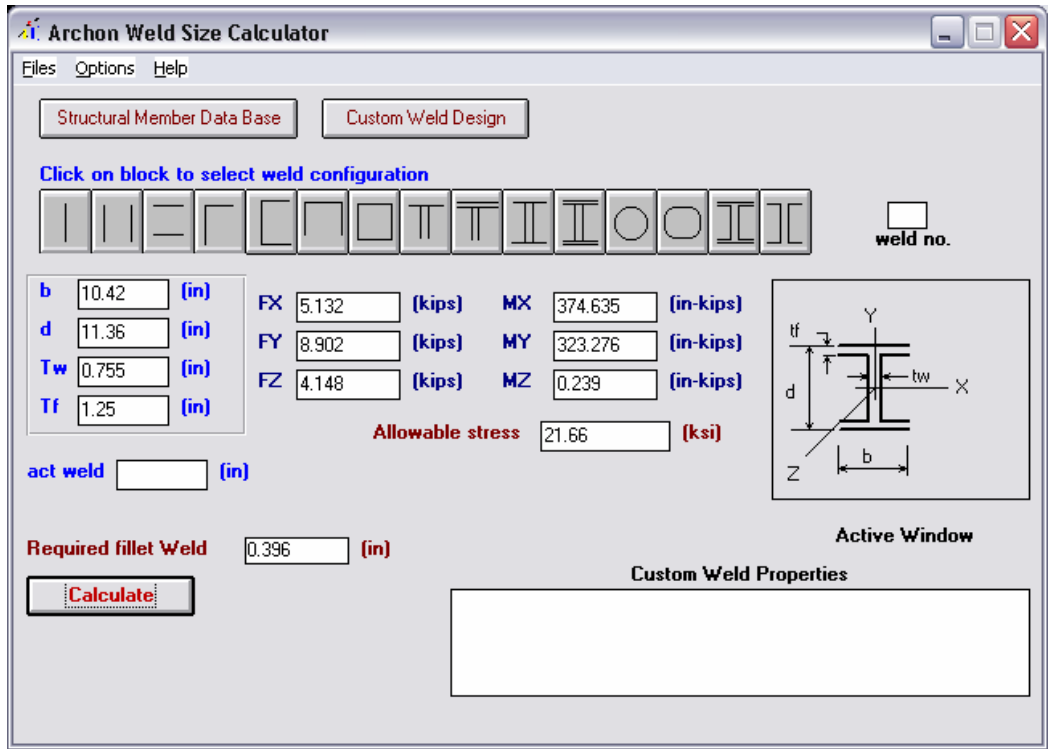 Archon Weld Size Calculator
Files Options Help
Structural Member Data Base Custom Weld Design
Click on block to select weld configuration
weld no.
b 10.42 (in) FX 5.132 (kips) MX 374.635 (in-kips)
d 11.36 (in) FY 8.902 (kips) MY 323.276 (in-kips)
Tw 0.755 (in) FZ 4.148 (kips) MZ 0.239 (in-kips)
Tf 1.25 (in)
Allowable stress 21.66 (ksi)
Y
tf
tw
X
d
b
Z
act weld (in)
Active Window
Required fillet Weld 0.396 (in)
Custom Weld Properties
Calculate